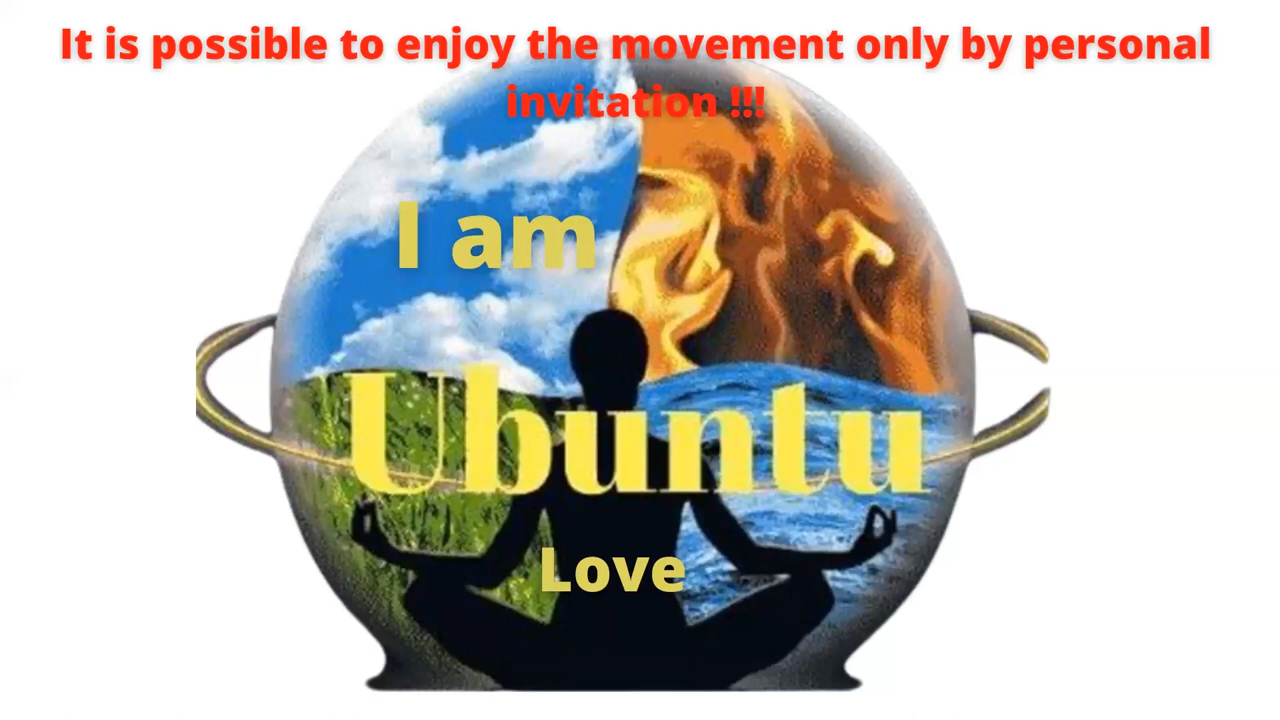 It is possible to enjoy the movement only by personal
invitation !!!
I am
Ubuntu
Love